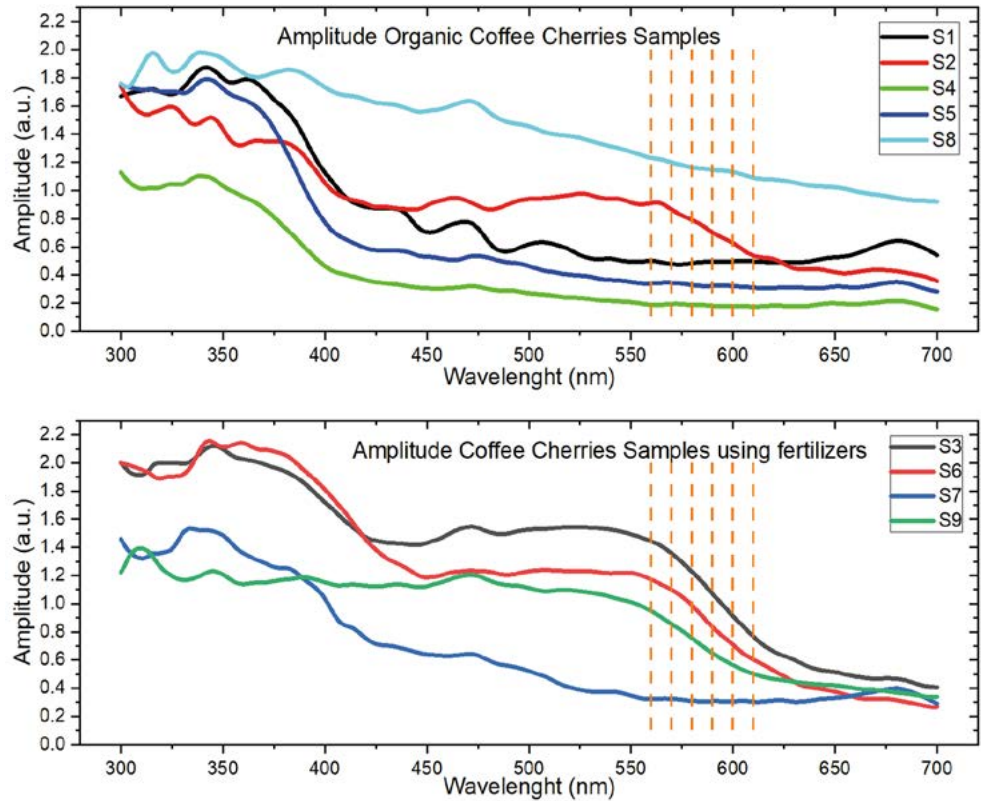 Amplitude Organic Coffee Cherries Samples
S1
S2
S4
S5
S8
Amplitude (a.u.)
2.2
2.0
1.8
1.6
1.4
1.2
1.0
0.8
0.6
0.4
0.2
0.0
300 350 400 450 500 550 600 650 700
Wavelenght (nm)
Amplitude Coffee Cherries Samples using fertilizers
S3
S6
S7
S9
Amplitude (a.u.)
2.2
2.0
1.8
1.6
1.4
1.2
1.0
0.8
0.6
0.4
0.2
0.0
300 350 400 450 500 550 600 650 700
Wavelenght (nm)